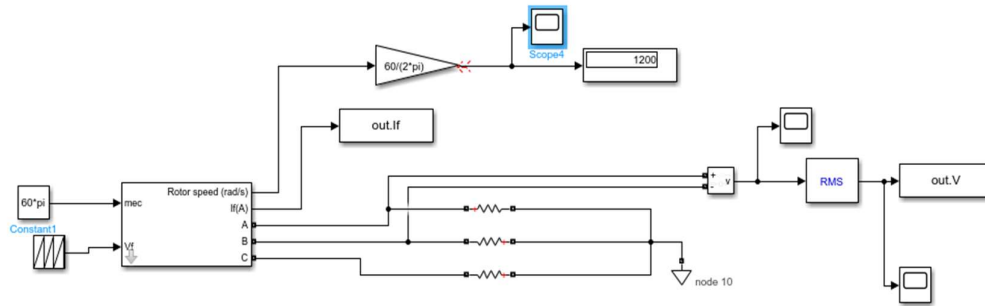 Scope4
60/(2*pi)
1200
out.If
Rotor speed (rad/s)
60*pi
mec
If(A)
+
-
v
RMS
out.V
Constant1
A
Vf
B
C
node 10